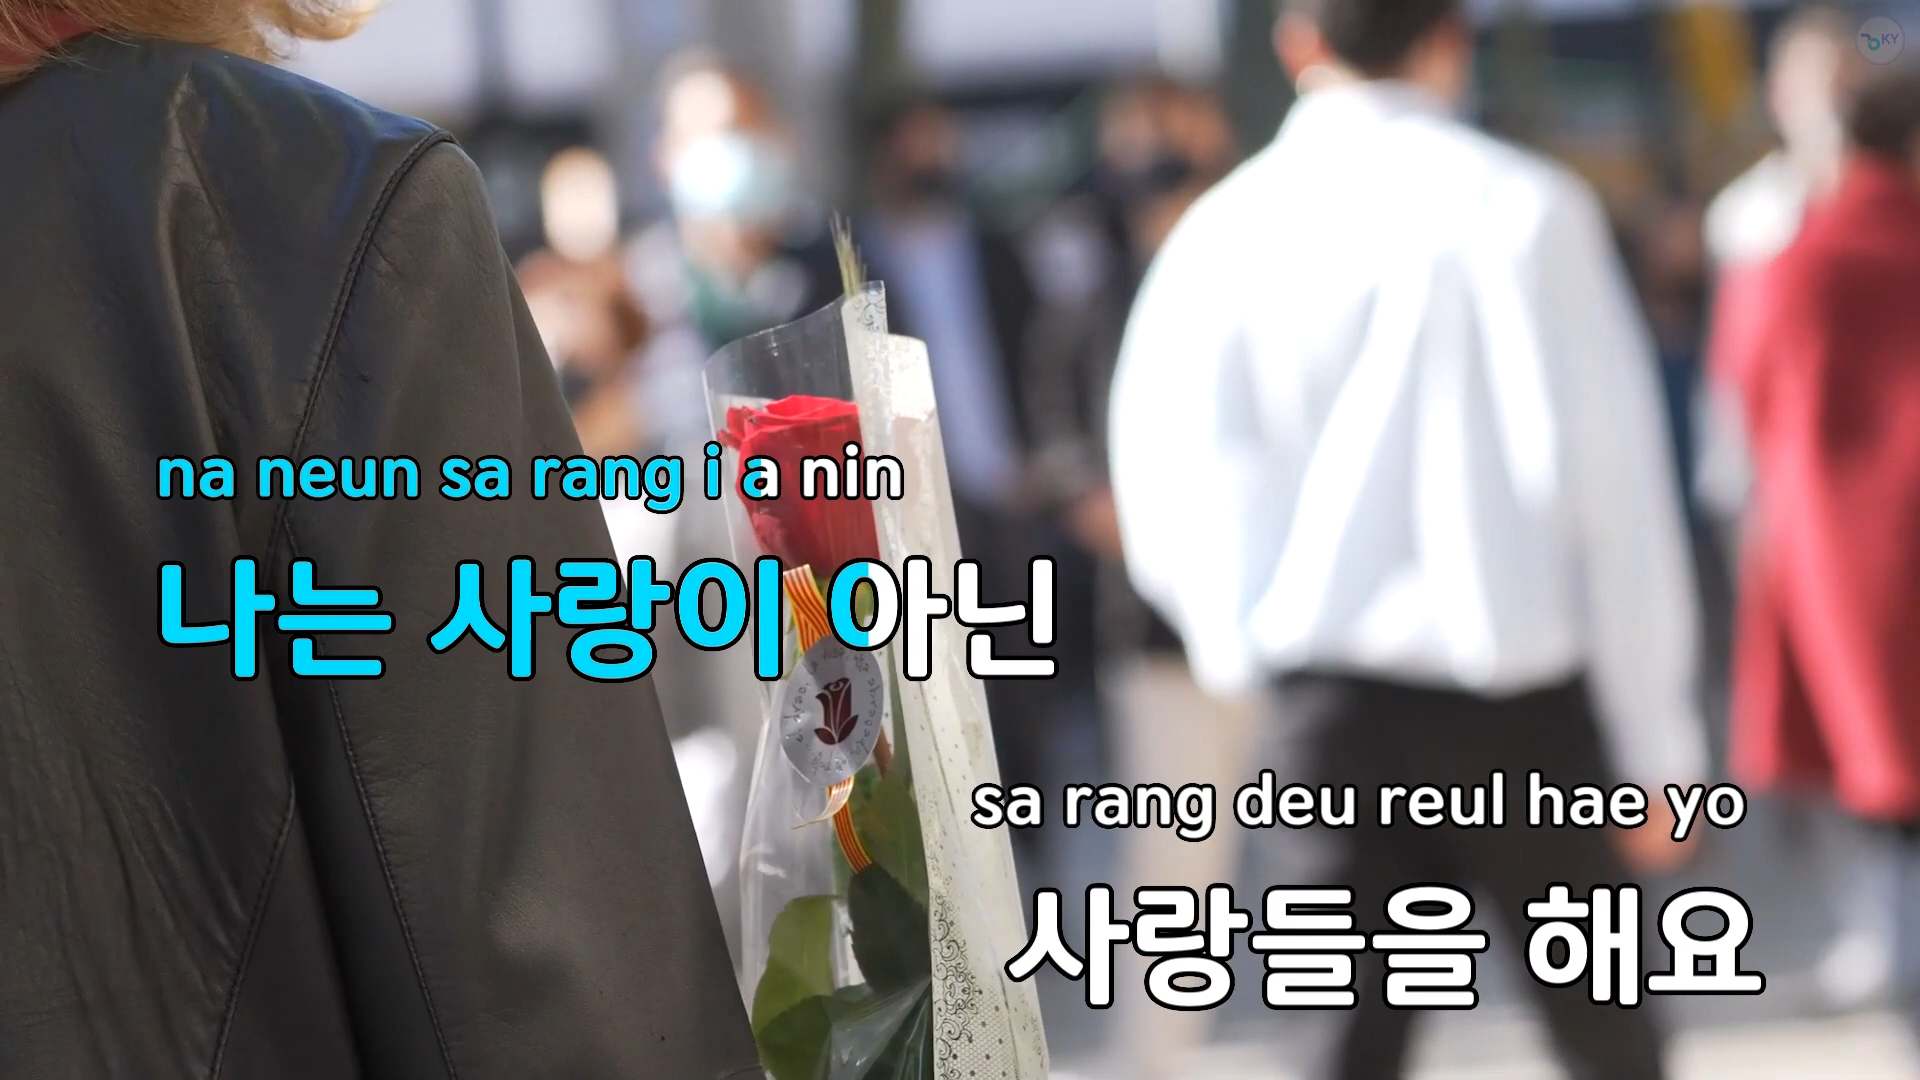 KY
na neun sa rang i a nin
나는 사랑이 아닌
sa rang deu reul hae yo
사랑들을 해요